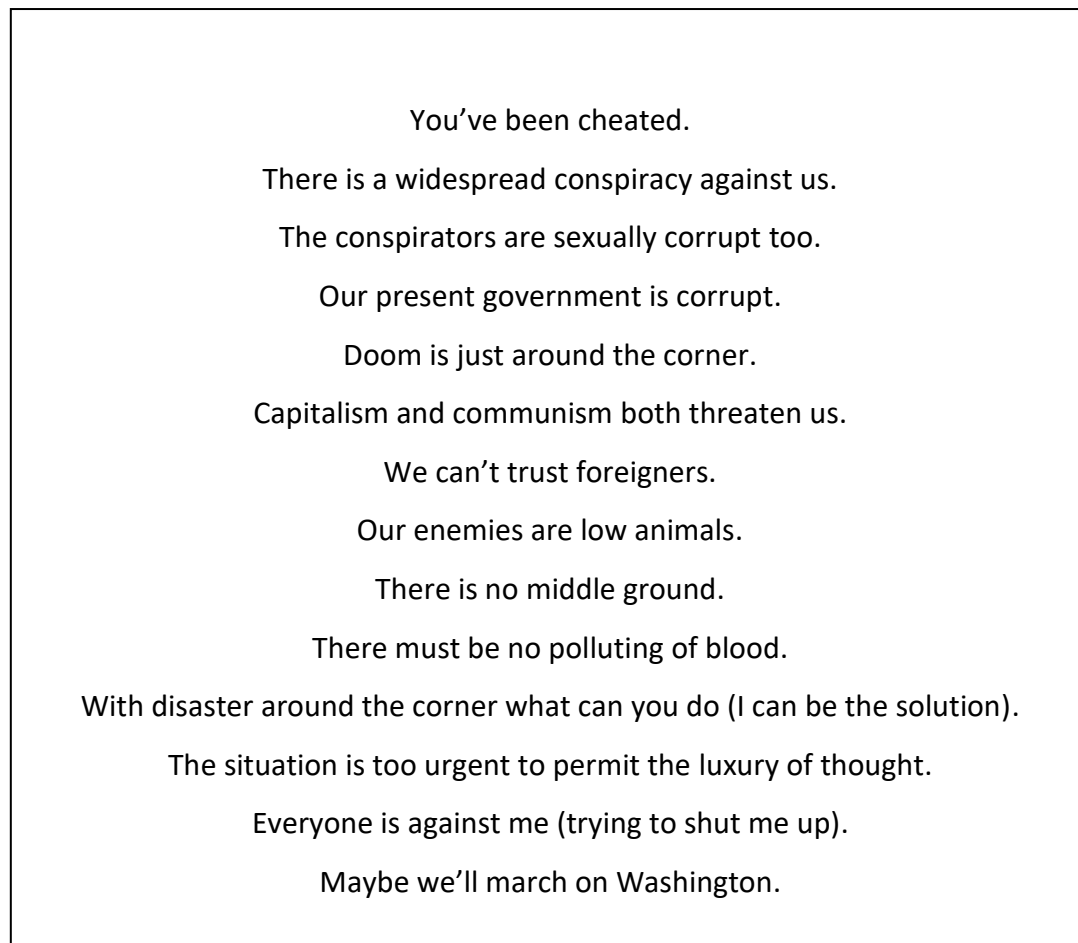 You’ve been cheated.
There is a widespread conspiracy against us.
The conspirators are sexually corrupt too.
Our present government is corrupt.
Doom is just around the corner.
Capitalism and communism both threaten us.
We can’t trust foreigners.
Our enemies are low animals.
There is no middle ground.
There must be no polluting of blood.
With disaster around the corner what can you do (I can be the solution).
The situation is too urgent to permit the luxury of thought.
Everyone is against me (trying to shut me up).
Maybe we’ll march on Washington.